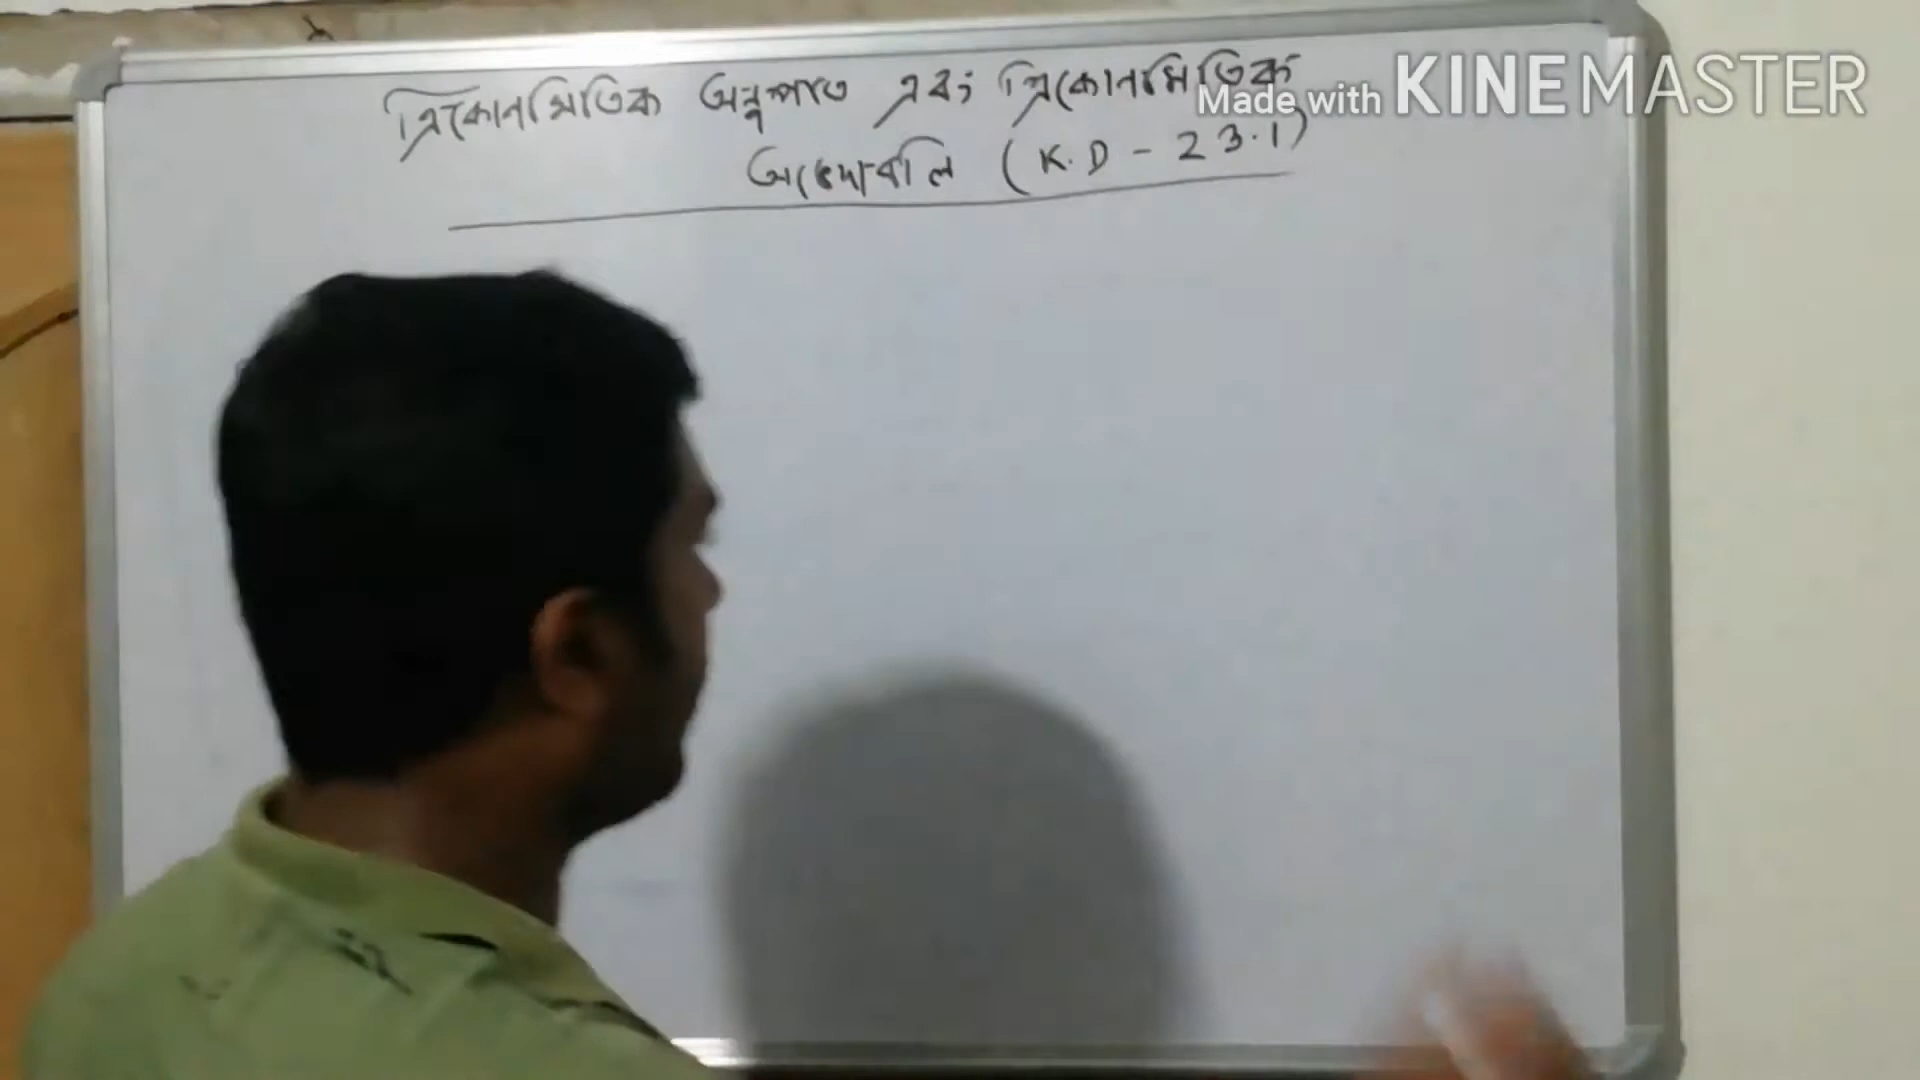 ত্রিকোনমিতিক অনুপাত এবং ত্রিকোনমিতিক
অভেদাবলি (K.D - 23.1)
Made with KINEMASTER